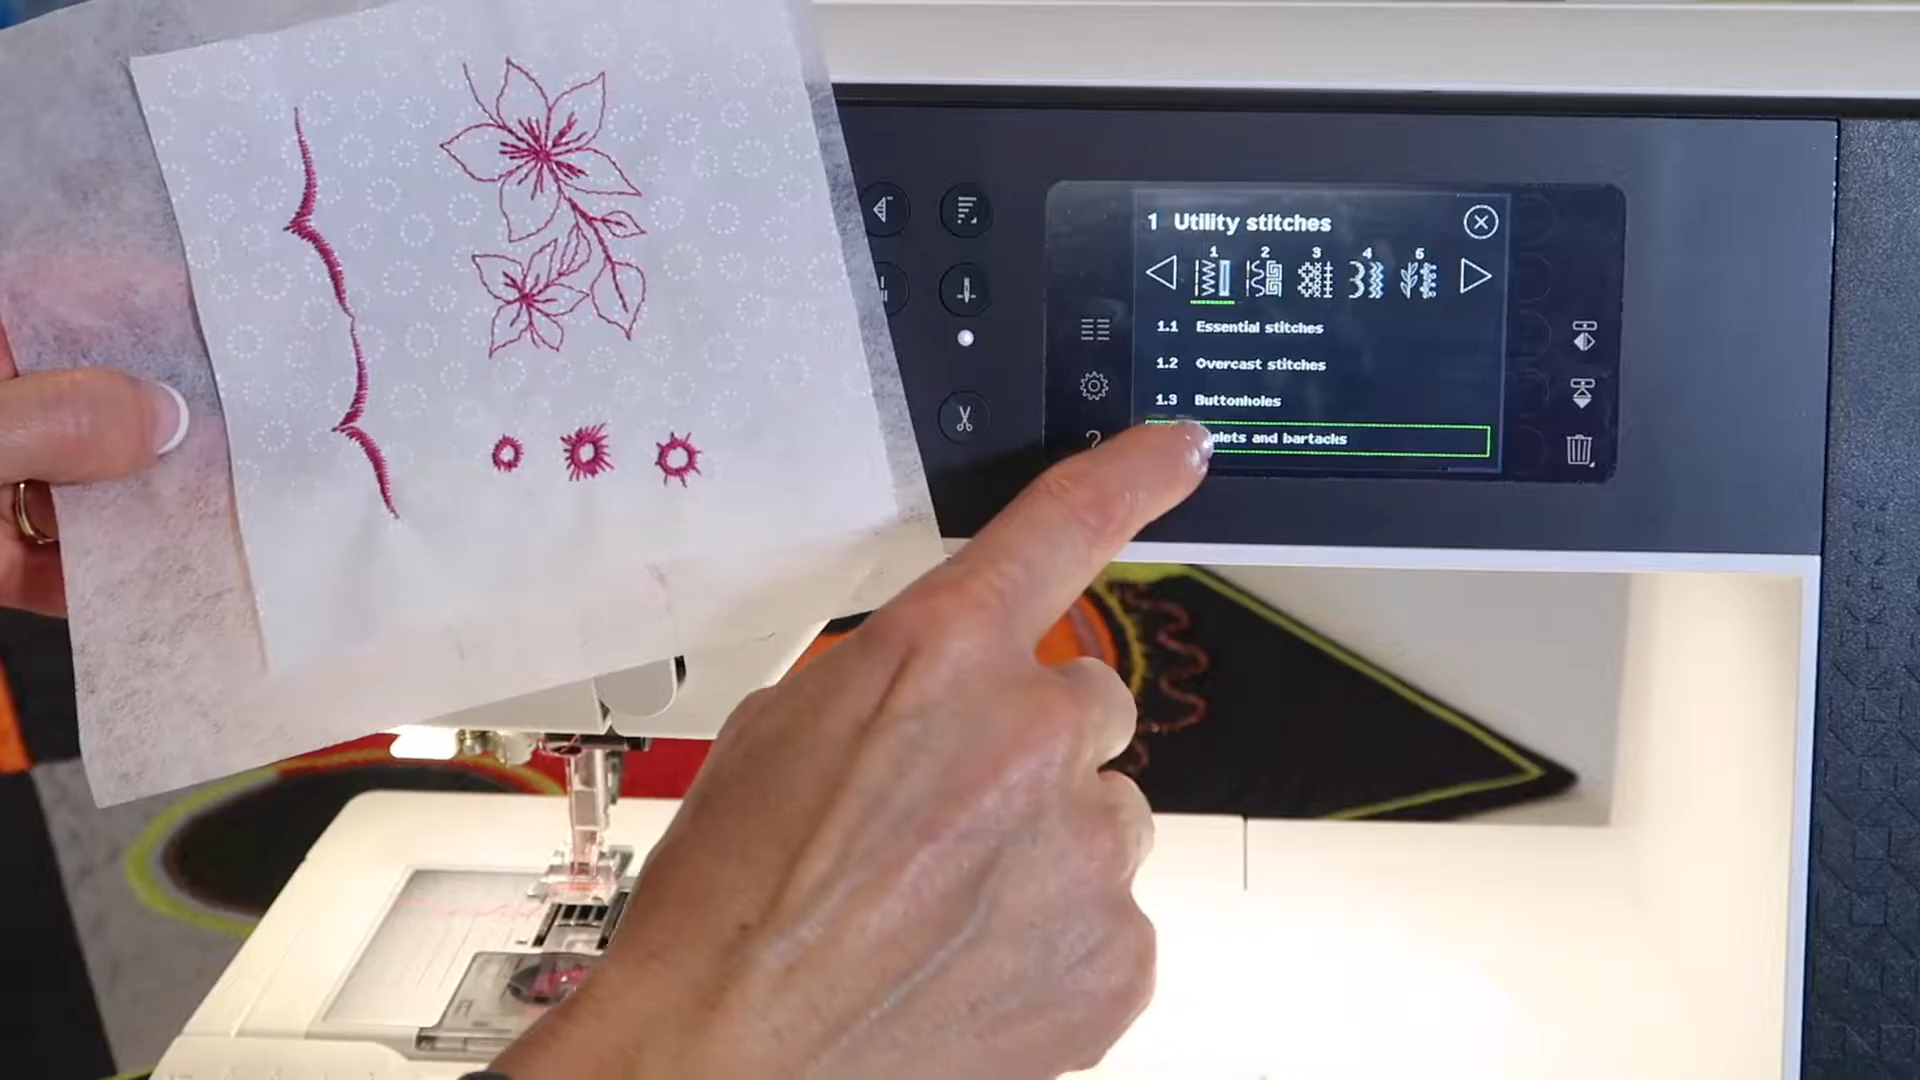 1 Utility stitches
1 2 3 4 5
1.1 Essential stitches
1.2 Overcast stitches
1.3 Buttonholes
and bartacks
?